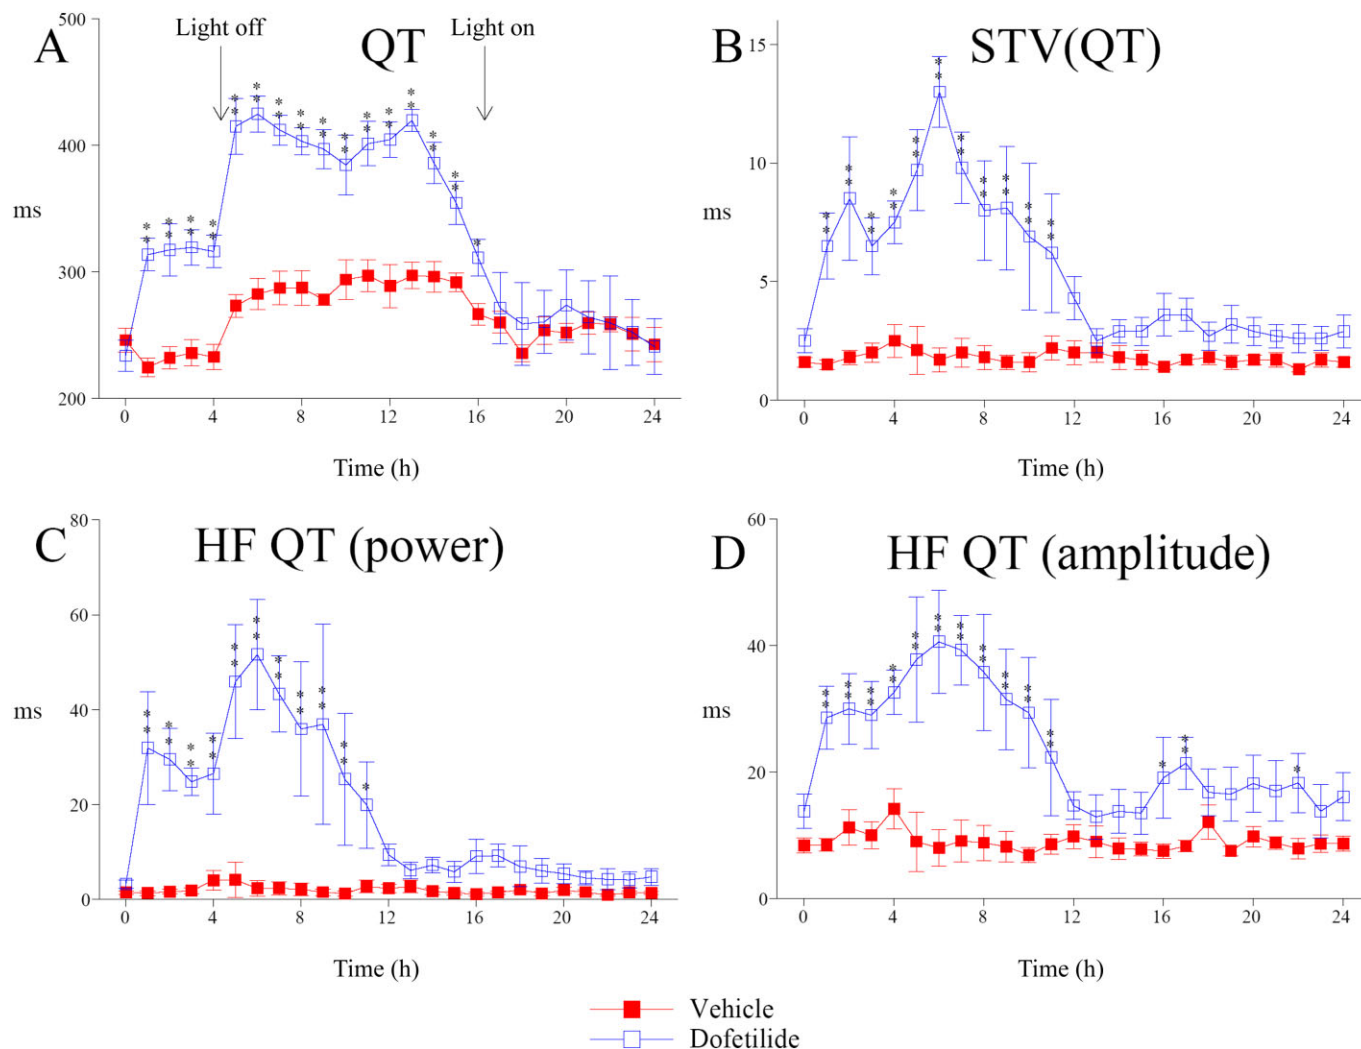 A
Light off
QT
Light on
500
400
300
200
ms
0 4 8 12 16 20 24
Time (h)
B
STV(QT)
15
10
5
0
ms
0 4 8 12 16 20 24
Time (h)
C
HF QT (power)
80
60
40
20
0
ms
0 4 8 12 16 20 24
Time (h)
D
HF QT (amplitude)
60
40
20
0
ms
0 4 8 12 16 20 24
Time (h)
Vehicle
Dofetilide